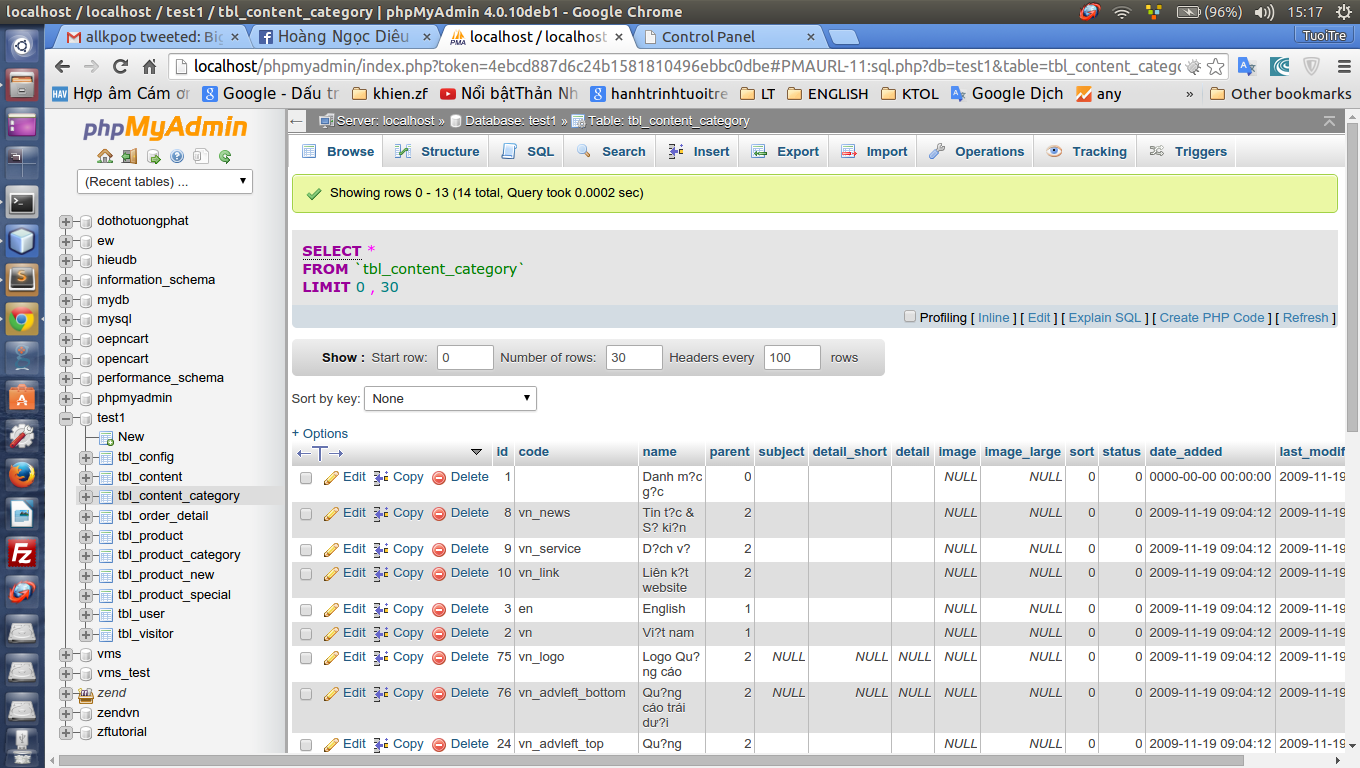 localhost / localhost / test1 / tbl_content_category | phpMyAdmin 4.0.10deb1 - Google Chrome
(96%) 15:17
allkpop tweeted: Big
Hoàng Ngọc Diêu
localhost / localhost
Control Panel
TuoiTre
localhost/phpmyadmin/index.php?token=4ebcd887d6c24b1581810496ebbc0dbe#PMAURL-11:sql.php?db=test1&table=tbl_content_catego
Hợp âm Cám ơn
Google - Dấu tr
khien.zf
Nổi bậtThản Nh
hanhtrinhtuoitre
LT
ENGLISH
KTOL
Google Dịch
any
»
Other bookmarks
phpMyAdmin
(Recent tables) ...
dothotuongphat
ew
hieudb
information_schema
mydb
mysql
oepncart
opencart
performance_schema
phpmyadmin
test1
New
tbl_config
tbl_content
tbl_content_category
tbl_order_detail
tbl_product
tbl_product_category
tbl_product_new
tbl_product_special
tbl_user
tbl_visitor
vms
vms_test
zend
zendvn
zftutorial
Server: localhost » Database: test1 » Table: tbl_content_category
Browse Structure SQL Search Insert Export Import Operations Tracking Triggers
Showing rows 0 - 13 (14 total, Query took 0.0002 sec)
SELECT *
FROM `tbl_content_category`
LIMIT 0 , 30
Profiling [ Inline ] [ Edit ] [ Explain SQL ] [ Create PHP Code ] [ Refresh ]
Show : Start row: 0 Number of rows: 30 Headers every 100 rows
Sort by key: None
+ Options
←T→ id code name parent subject detail_short detail image image_large sort status date_added last_modif
Edit Copy Delete 1 Danh m?c 0 NULL NULL 0 0 0000-00-00 00:00:00 2009-11-19
g?c
Edit Copy Delete 8 vn_news Tin t?c & 2 NULL NULL 0 0 2009-11-19 09:04:12 2009-11-19
S? ki?n
Edit Copy Delete 9 vn_service D?ch v? 2 NULL NULL 0 0 2009-11-19 09:04:12 2009-11-19
Edit Copy Delete 10 vn_link Liên k?t 2 NULL NULL 0 0 2009-11-19 09:04:12 2009-11-19
website
Edit Copy Delete 3 en English 1 NULL NULL 0 0 2009-11-19 09:04:12 2009-11-19
Edit Copy Delete 2 vn Vi?t nam 1 NULL NULL 0 0 2009-11-19 09:04:12 2009-11-19
Edit Copy Delete 75 vn_logo Logo Qu? 2 NULL NULL NULL NULL NULL 0 0 2009-11-19 09:04:12 2009-11-19
ng cáo
Edit Copy Delete 76 vn_advleft_bottom Qu?ng 2 NULL NULL NULL NULL NULL 0 0 2009-11-19 09:04:12 2009-11-19
cáo trái
dư?i
Edit Copy Delete 24 vn_advleft_top Qu?ng 2 NULL NULL 0 0 2009-11-19 09:04:12 2009-11-19